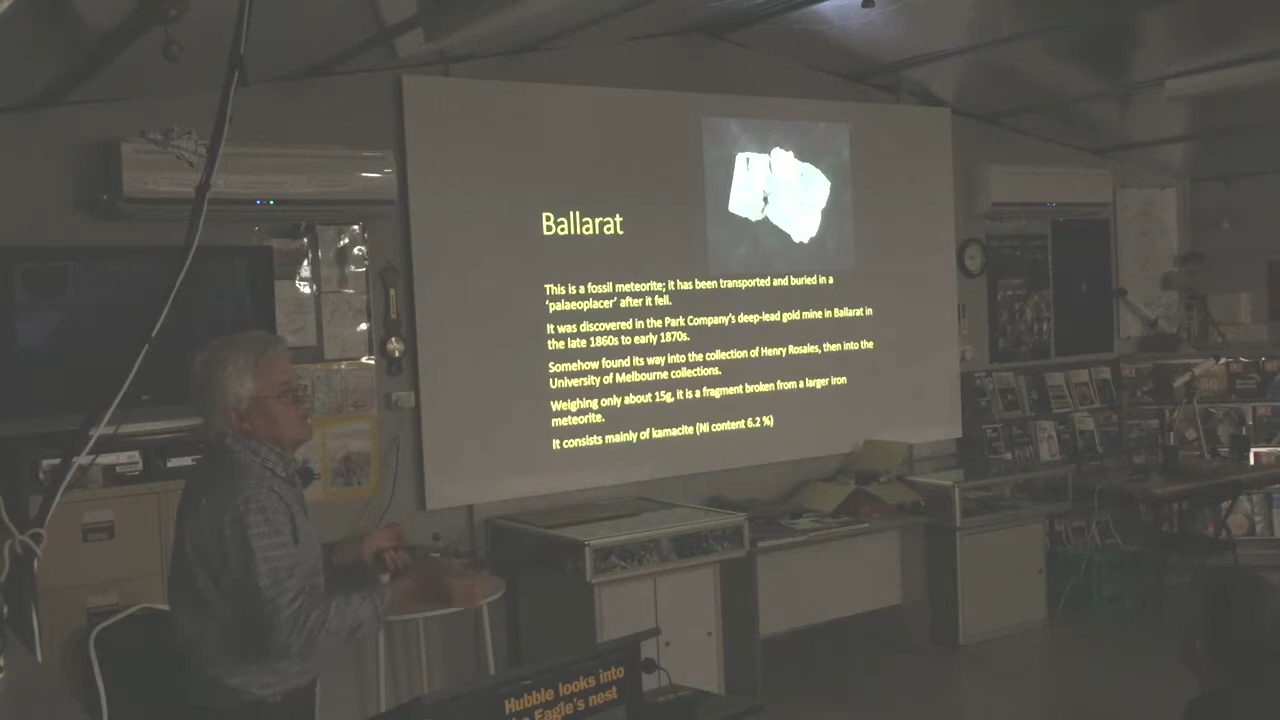 Ballarat
This is a fossil meteorite; it has been transported and buried in a
‘palaeoplacer’ after it fell.
It was discovered in the Park Company’s deep-lead gold mine in Ballarat in
the late 1860s to early 1870s.
Somehow found its way into the collection of Henry Rosales, then into the
University of Melbourne collections.
Weighing only about 15g, it is a fragment broken from a larger iron
meteorite.
It consists mainly of kamacite (Ni content 6.2 %)
Hubble looks into
Eagle's nest